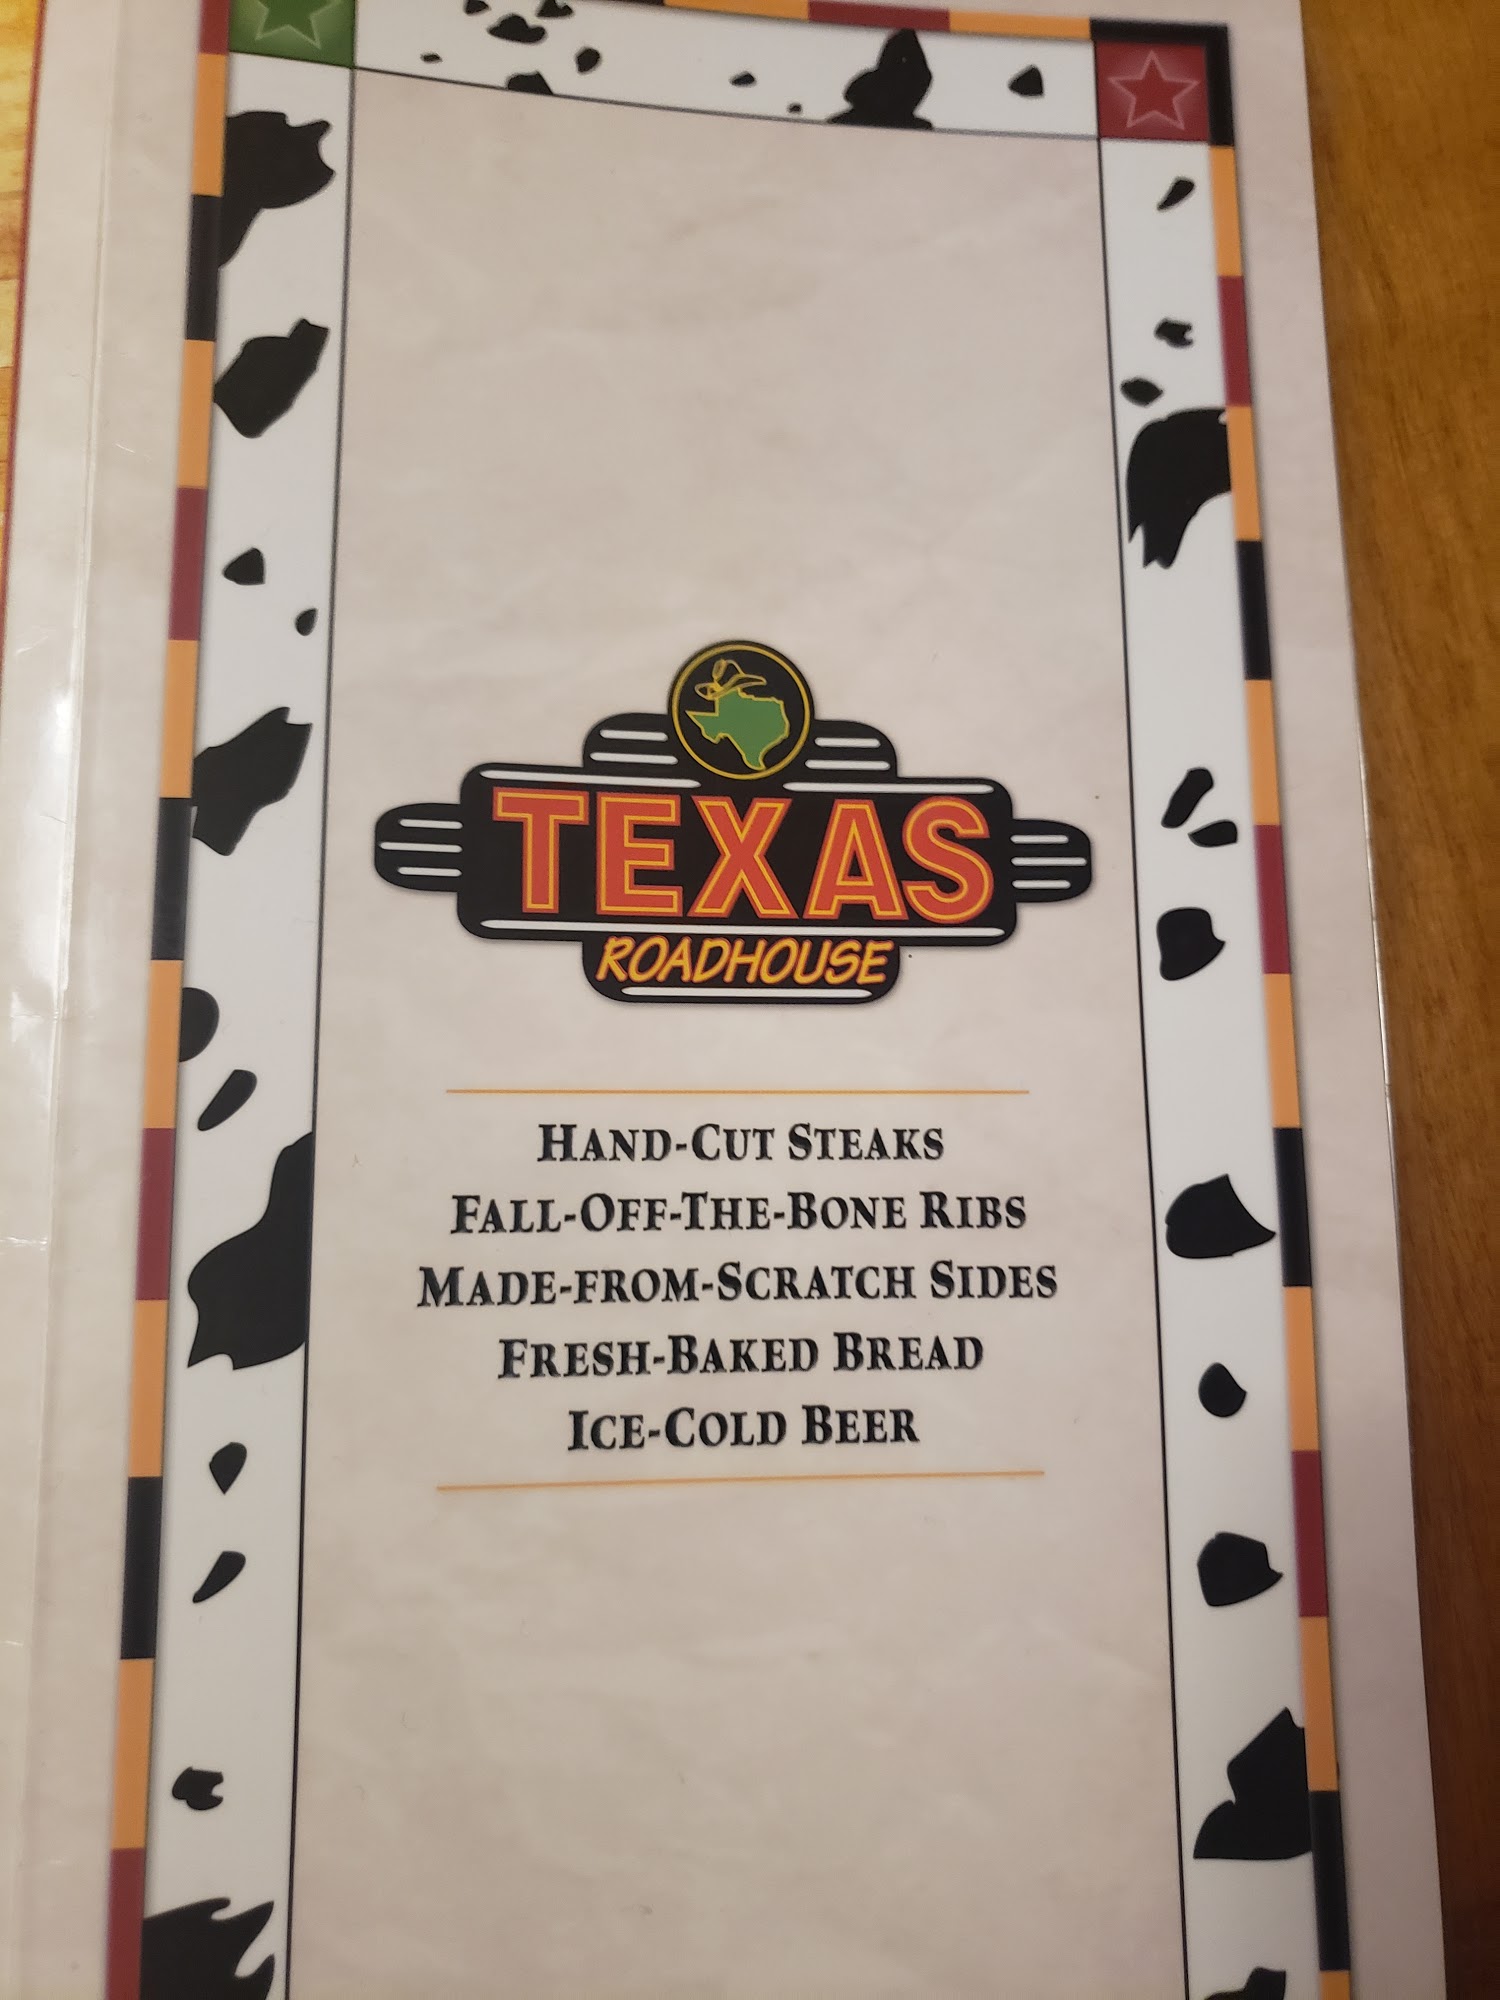 TEXAS
ROADHOUSE
HAND-CUT STEAKS
FALL-OFF-THE-BONE RIBS
MADE-FROM-SCRATCH SIDES
FRESH-BAKED BREAD
ICE-COLD BEER